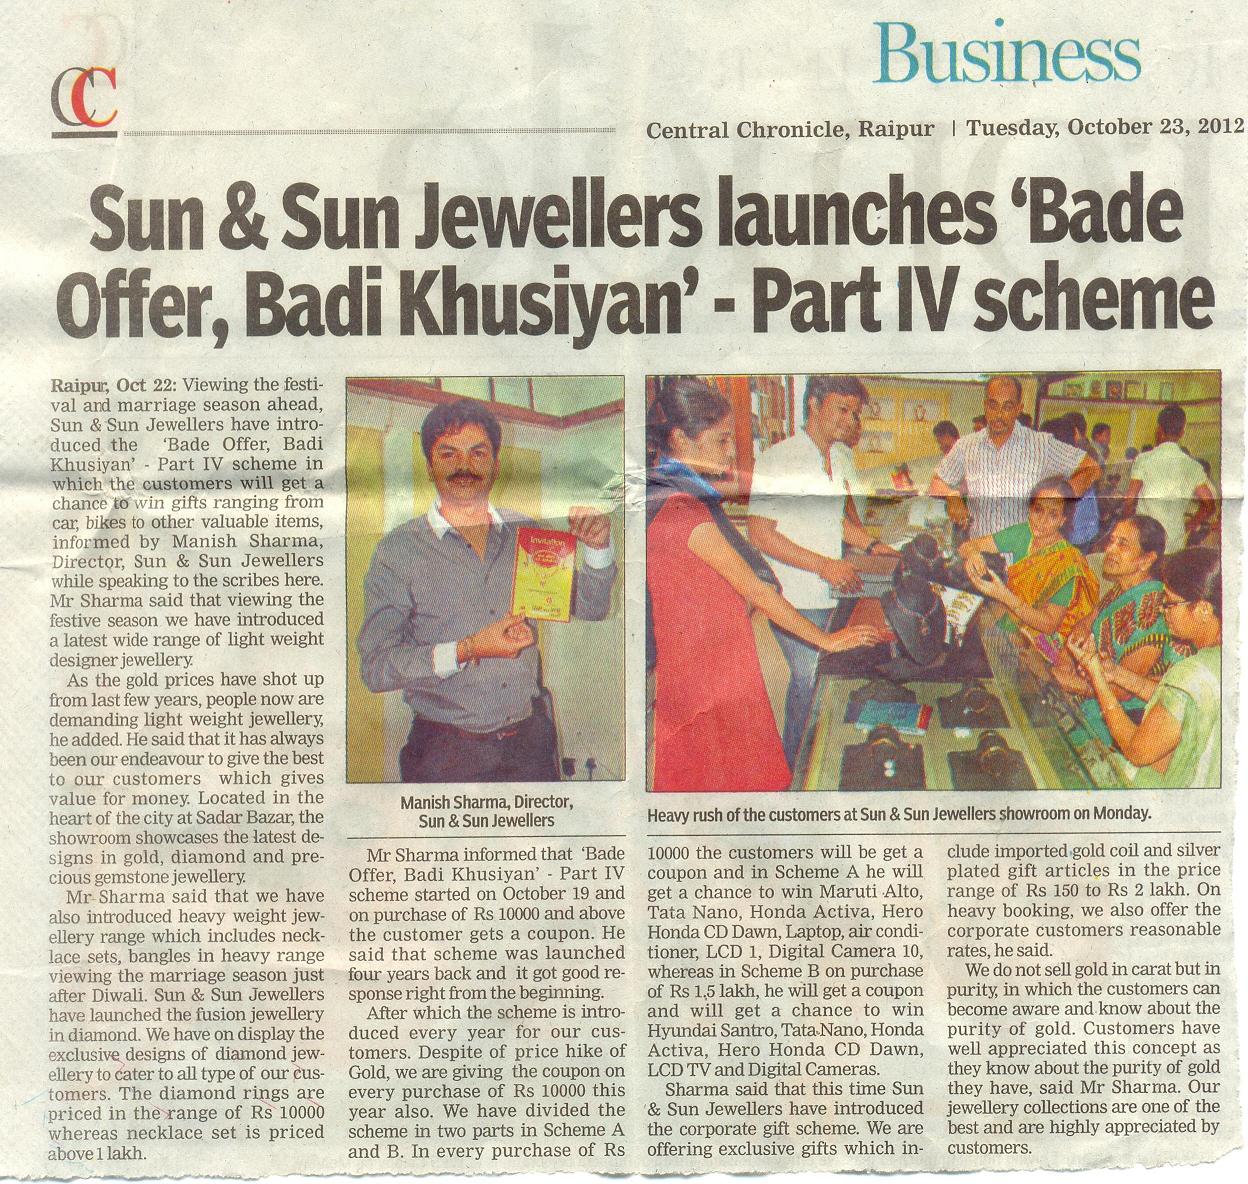 Business
CC
Central Chronicle, Raipur | Tuesday, October 23, 2012
Sun & Sun Jewellers launches ‘Bade
Offer, Badi Khusiyan’ - Part IV scheme
Raipur, Oct 22: Viewing the festi-
val and marriage season ahead,
Sun & Sun Jewellers have intro-
duced the ‘Bade Offer, Badi
Khusiyan’ - Part IV scheme in
which the customers will get a
chance to win gifts ranging from
car, bikes to other valuable items,
informed by Manish Sharma,
Director, Sun & Sun Jewellers
while speaking to the scribes here.
Mr Sharma said that viewing the
festive season we have introduced
a latest wide range of light weight
designer jewellery.
As the gold prices have shot up
from last few years, people now are
demanding light weight jewellery,
he added. He said that it has always
been our endeavour to give the best
to our customers which gives
value for money. Located in the
heart of the city at Sadar Bazar, the
showroom showcases the latest de-
signs in gold, diamond and pre-
cious gemstone jewellery.
Mr Sharma said that we have
also introduced heavy weight jew-
ellery range which includes neck-
lace sets, bangles in heavy range
viewing the marriage season just
after Diwali. Sun & Sun Jewellers
have launched the fusion jewellery
in diamond. We have on display the
exclusive designs of diamond jew-
ellery to cater to all type of our cus-
tomers. The diamond rings are
priced in the range of Rs 10000
whereas necklace set is priced
above 1 lakh.
Invitation
Manish Sharma, Director,
Sun & Sun Jewellers
Heavy rush of the customers at Sun & Sun Jewellers showroom on Monday.
Mr Sharma informed that ‘Bade
Offer, Badi Khusiyan’ - Part IV
scheme started on October 19 and
on purchase of Rs 10000 and above
the customer gets a coupon. He
said that scheme was launched
four years back and it got good re-
sponse right from the beginning.
After which the scheme is intro-
duced every year for our cus-
tomers. Despite of price hike of
Gold, we are giving the coupon on
every purchase of Rs 10000 this
year also. We have divided the
scheme in two parts in Scheme A
and B. In every purchase of Rs
10000 the customers will be get a
coupon and in Scheme A he will
get a chance to win Maruti Alto,
Tata Nano, Honda Activa, Hero
Honda CD Dawn, Laptop, air condi-
tioner, LCD 1, Digital Camera 10,
whereas in Scheme B on purchase
of Rs 1,5 lakh, he will get a coupon
and will get a chance to win
Hyundai Santro, Tata Nano, Honda
Activa, Hero Honda CD Dawn,
LCD TV and Digital Cameras.
Sharma said that this time Sun
& Sun Jewellers have introduced
the corporate gift scheme. We are
offering exclusive gifts which in-
clude imported gold coil and silver
plated gift articles in the price
range of Rs 150 to Rs 2 lakh. On
heavy booking, we also offer the
corporate customers reasonable
rates, he said.
We do not sell gold in carat but in
purity, in which the customers can
become aware and know about the
purity of gold. Customers have
well appreciated this concept as
they know about the purity of gold
they have, said Mr Sharma. Our
jewellery collections are one of the
best and are highly appreciated by
customers.